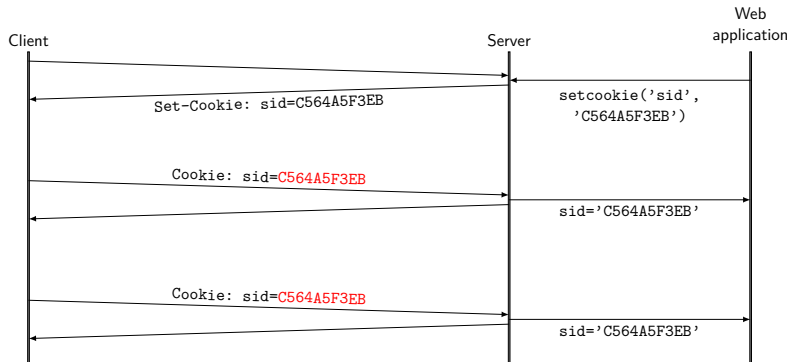 Client
Server
Web
application
Set-Cookie: sid=C564A5F3EB
setcookie('sid',
'C564A5F3EB')
Cookie: sid=C564A5F3EB
sid='C564A5F3EB'
Cookie: sid=C564A5F3EB
sid='C564A5F3EB'